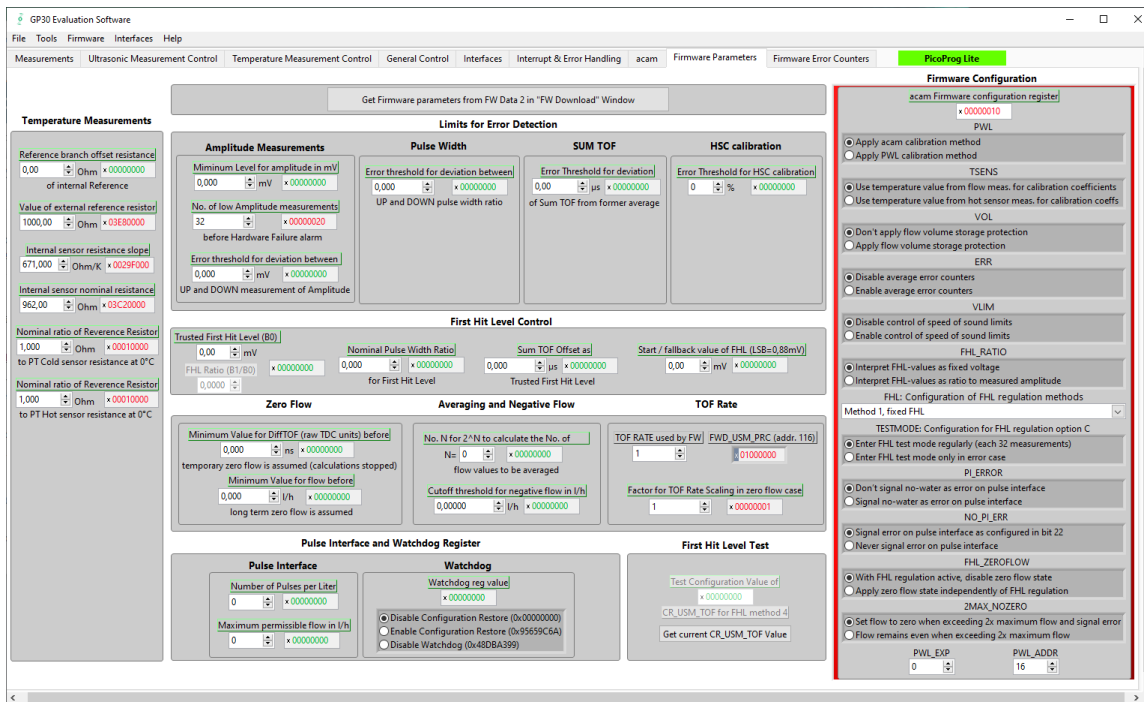 GP30 Evaluation Software
File Tools Firmware Interfaces Help
Measurements Ultrasonic Measurement Control Temperature Measurement Control General Control Interfaces Interrupt & Error Handling acam Firmware Parameters Firmware Error Counters PicoProg Lite
Get Firmware parameters from FW Data 2 in "FW Download" Window
Temperature Measurements
Reference branch offset resistance
0,00 Ohm x 00000000
of internal Reference
Value of external reference resistor
1000,00 Ohm x 03E80000
Internal sensor resistance slope
671,000 Ohm/K x 0029F000
Internal sensor nominal resistance
962,00 Ohm x 03C20000
Nominal ratio of Reverence Resistor
1,000 Ohm x 00010000
to PT Cold sensor resistance at 0°C
Nominal ratio of Reverence Resistor
1,000 Ohm x 00010000
to PT Hot sensor resistance at 0°C
Limits for Error Detection
Amplitude Measurements
Miminum Level for amplitude in mV
0,000 mV x 00000000
No. of low Amplitude measurements
32 x 00000020
before Hardware Failure alarm
Error threshold for deviation between
0,000 mV x 00000000
UP and DOWN measurement of Amplitude
Pulse Width
Error threshold for deviation between
0,000 x 00000000
UP and DOWN pulse width ratio
SUM TOF
Error Threshold for deviation
0,00 µs x 00000000
of Sum TOF from former average
HSC calibration
Error Threshold for HSC calibration
0 % x 00000000
First Hit Level Control
Trusted First Hit Level (B0)
0,00 mV
FHL Ratio (B1/B0) x 00000000
0,0000
Nominal Pulse Width Ratio
0,000 x 00000000
for First Hit Level
Sum TOF Offset as
0,000 µs x 00000000
Trusted First Hit Level
Start / fallback value of FHL (LSB=0,88mV)
0,00 mV x 00000000
Zero Flow
Minimum Value for DiffTOF (raw TDC units) before
0,000 ns x 00000000
temporary zero flow is assumed (calculations stopped)
Minimum Value for flow before
0,000 l/h x 00000000
long term zero flow is assumed
Averaging and Negative Flow
No. N for 2^N to calculate the No. of
N= 0 x 00000000
flow values to be averaged
Cutoff threshold for negative flow in l/h
0,00000 l/h x 00000000
TOF Rate
TOF RATE used by FW FWD_USM_PRC (addr. 116)
1 x 01000000
Factor for TOF Rate Scaling in zero flow case
1 x 00000001
Pulse Interface and Watchdog Register
Pulse Interface
Number of Pulses per Liter
0 x 00000000
Maximum permissible flow in l/h
0 x 00000000
Watchdog
Watchdog reg value
x 00000000
Disable Configuration Restore (0x00000000)
Enable Configuration Restore (0x95659C6A)
Disable Watchdog (0x48DBA399)
First Hit Level Test
Test Configuration Value of
x 00000000
CR_USM_TOF for FHL method 4
Get current CR_USM_TOF Value
Firmware Configuration
acam Firmware configuration register
x 00000010
PWL
Apply acam calibration method
Apply PWL calibration method
TSENS
Use temperature value from flow meas. for calibration coefficients
Use temperature value from hot sensor meas. for calibration coeffs
VOL
Don't apply flow volume storage protection
Apply flow volume storage protection
ERR
Disable average error counters
Enable average error counters
VLIM
Disable control of speed of sound limits
Enable control of speed of sound limits
FHL_RATIO
Interpret FHL-values as fixed voltage
Interpret FHL-values as ratio to measured amplitude
FHL: Configuration of FHL regulation methods
Method 1, fixed FHL
TESTMODE: Configuration for FHL regulation option C
Enter FHL test mode regularly (each 32 measurements)
Enter FHL test mode only in error case
PI_ERROR
Don't signal no-water as error on pulse interface
Signal no-water as error on pulse interface
NO_PI_ERR
Signal error on pulse interface as configured in bit 22
Never signal error on pulse interface
FHL_ZEROFLOW
With FHL regulation active, disable zero flow state
Apply zero flow state independently of FHL regulation
2MAX_NOZERO
Set flow to zero when exceeding 2x maximum flow and signal error
Flow remains even when exceeding 2x maximum flow
PWL_EXP PWL_ADDR
0 16